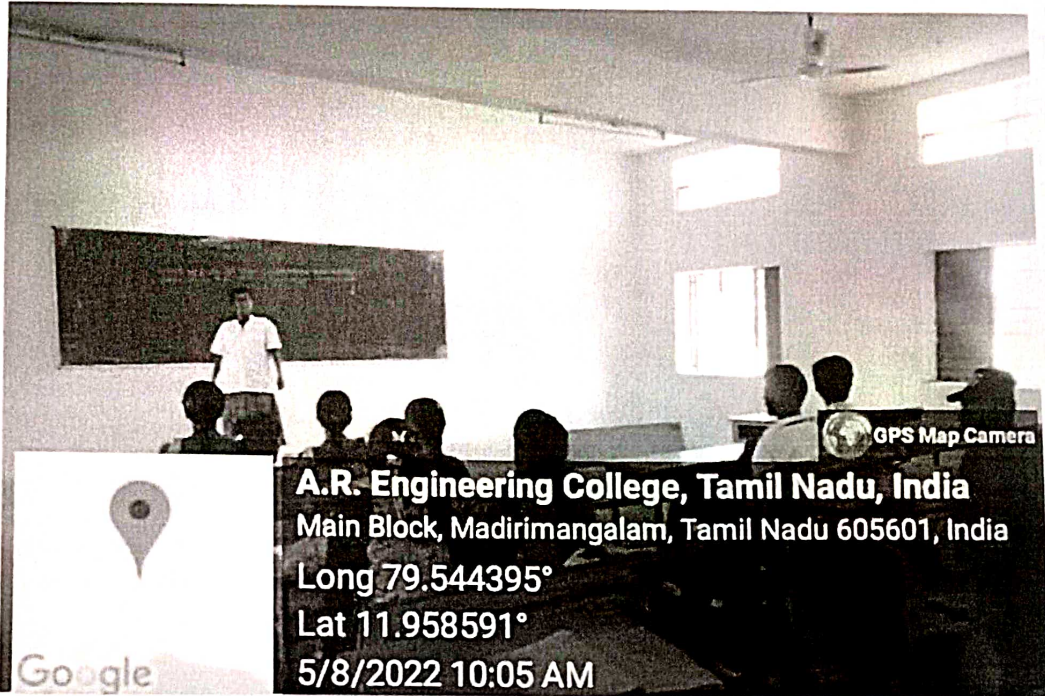 GPS Map Camera
A.R. Engineering College, Tamil Nadu, India
Main Block, Madirimangalam, Tamil Nadu 605601, India
Long 79.544395°
Lat 11.958591°
5/8/2022 10:05 AM
Google